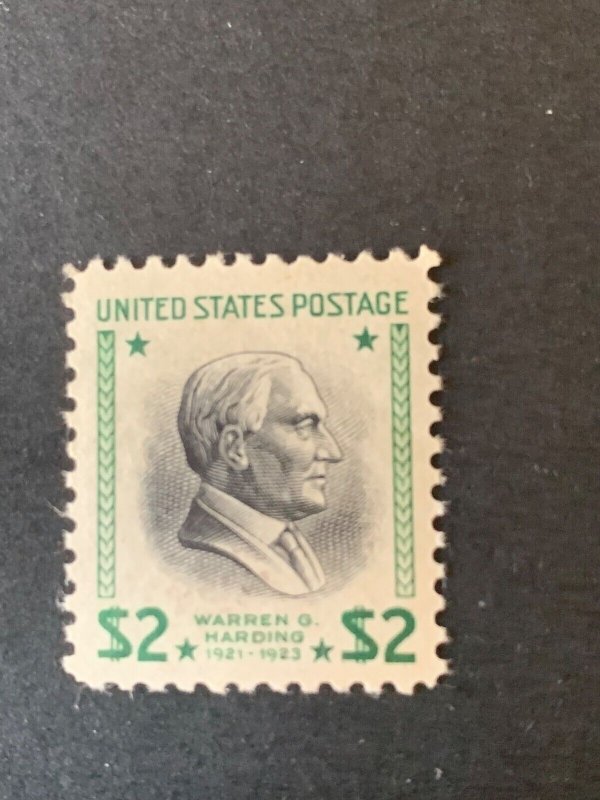 UNITED STATES POSTAGE
WARREN G.
HARDING
$2 1921 - 1923 $2